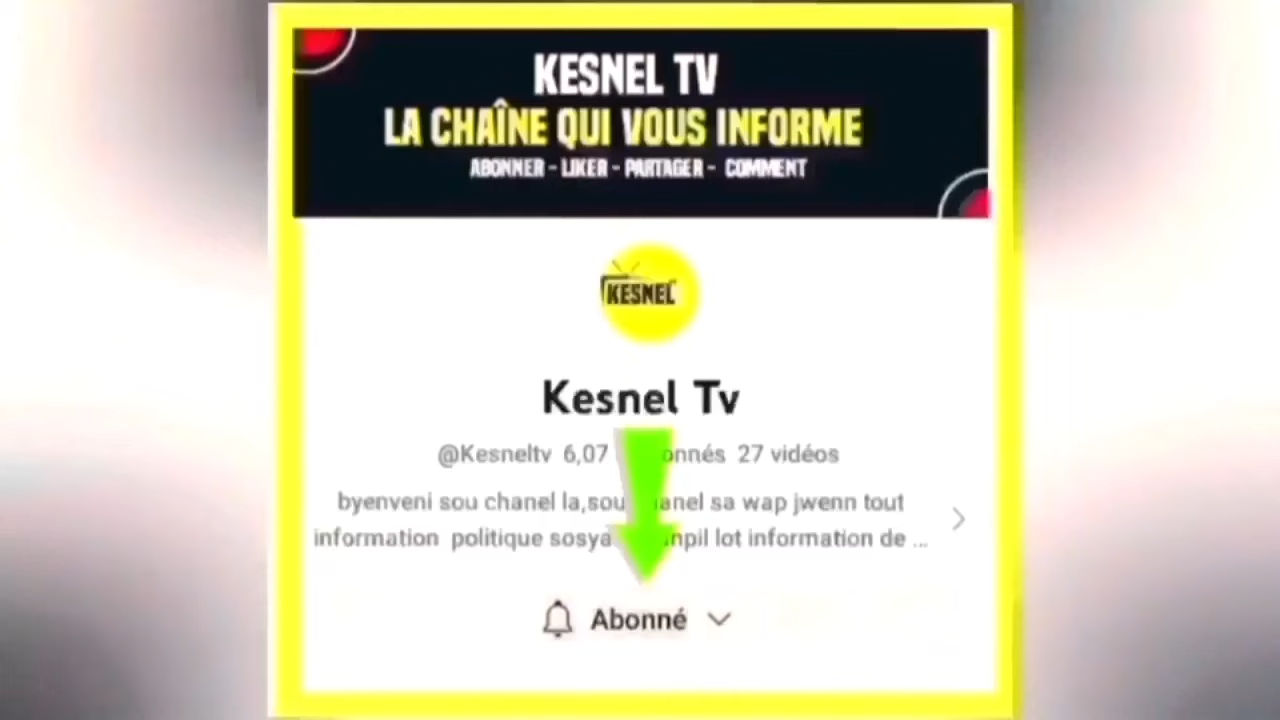 KESNEL TV
LA CHAÎNE QUI VOUS INFORME
ABONNER - LIKER - PARTAGER - COMMENT
KESNEL
Kesnel Tv
@Kesneltv 6,07 onnés 27 vidéos
byenveni sou chanel la,sou anel sa wap jwenn tout
information politique sosya npil lot information de ...
Abonné